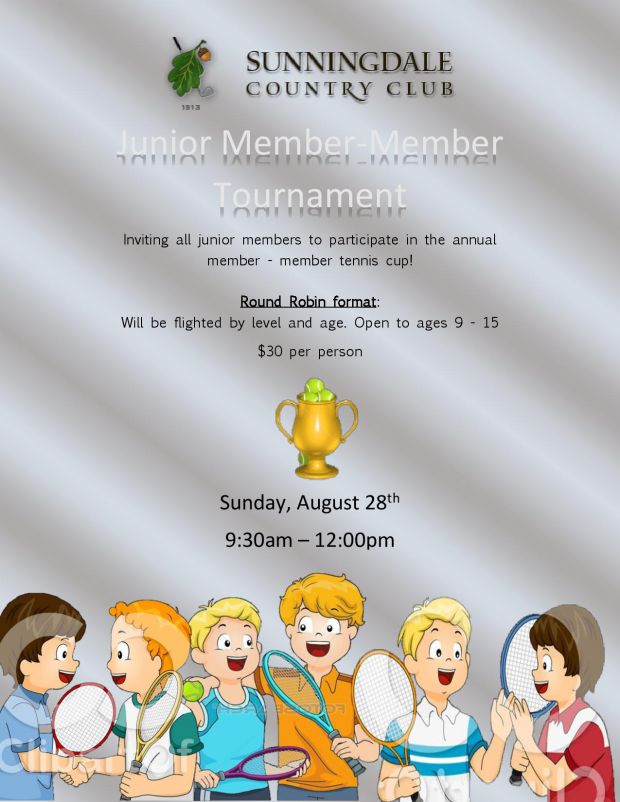 SUNNINGDALE
COUNTRY CLUB
1913
Junior Member-Member
Tournament
Inviting all junior members to participate in the annual
member - member tennis cup!
Round Robin format:
Will be flighted by level and age. Open to ages 9 - 15
$30 per person
Sunday, August 28th
9:30am – 12:00pm